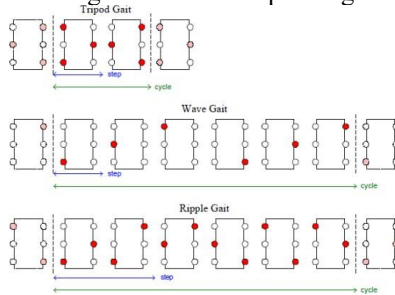 Tripod Gait
step
cycle
Wave Gait
step
cycle
Ripple Gait
step
cycle